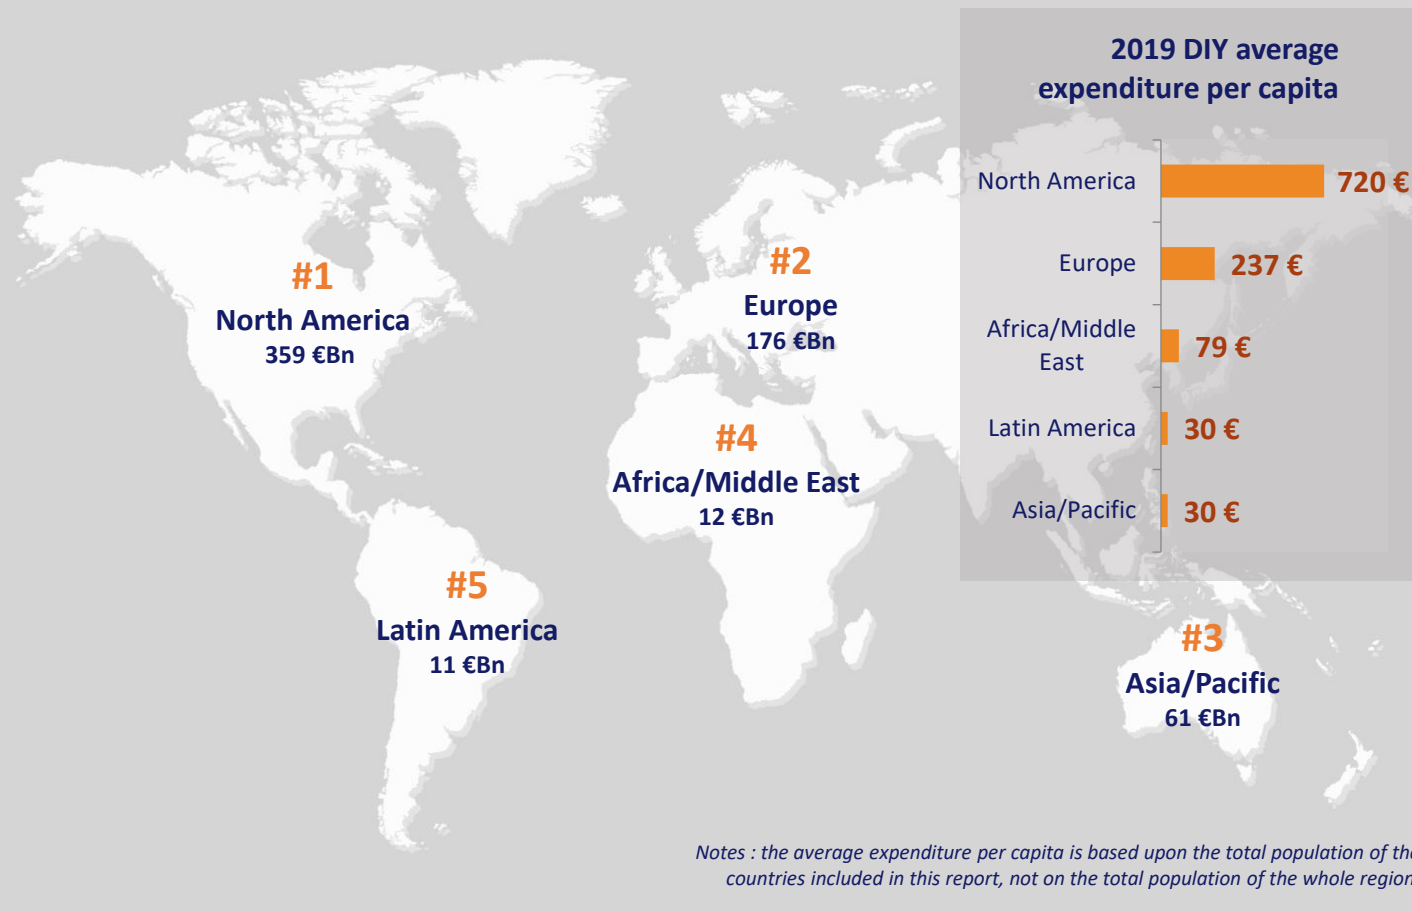 2019 DIY average
expenditure per capita
North America
720 €
Europe
237 €
Africa/Middle
East
79 €
Latin America
30 €
Asia/Pacific
30 €
#1
North America
359 €Bn
#2
Europe
176 €Bn
#4
Africa/Middle East
12 €Bn
#5
Latin America
11 €Bn
#3
Asia/Pacific
61 €Bn
Notes : the average expenditure per capita is based upon the total population of the
countries included in this report, not on the total population of the whole region